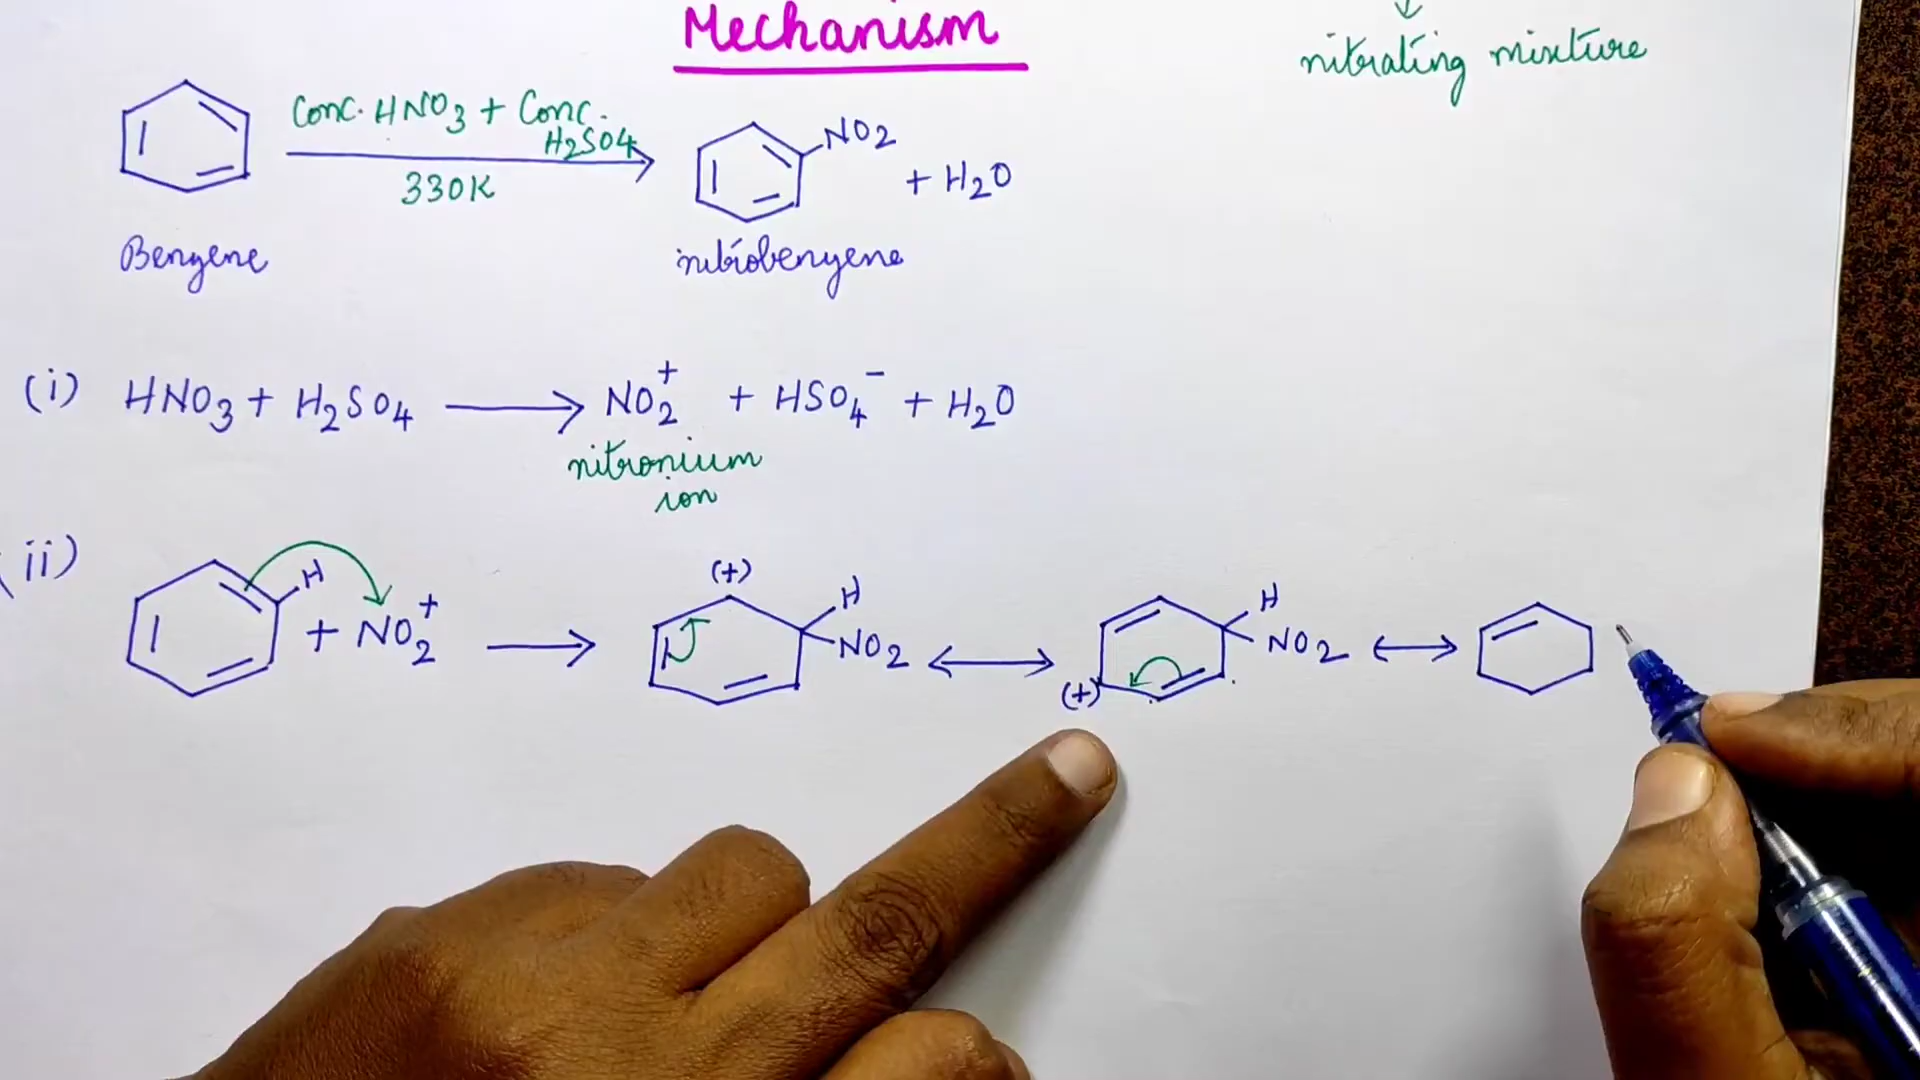 Mechanism
nitrating mixture
Conc. HNO3 + Conc.
H2SO4
330K
NO2
+ H2O
Benzene
nitrobenzene
(i) HNO3 + H2SO4 ⟶ NO2+ + HSO4− + H2O
nitronium
ion
(ii) H + NO2+ ⟶ (+) H NO2 ⟷ (+) H NO2 ⟷